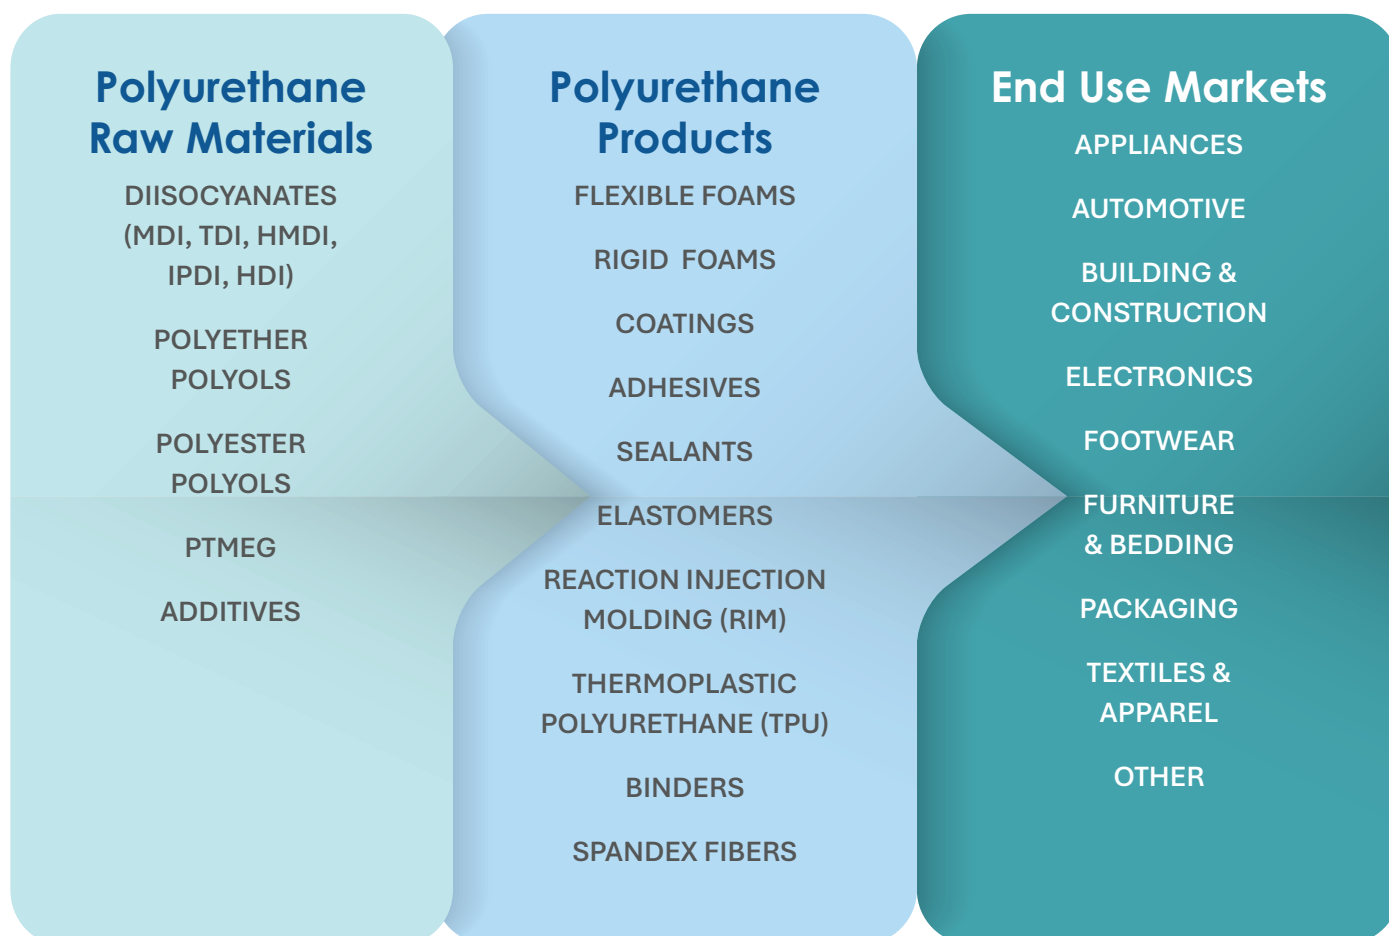 Polyurethane
Raw Materials
DIISOCYANATES
(MDI, TDI, HMDI,
IPDI, HDI)
POLYETHER
POLYOLS
POLYESTER
POLYOLS
PTMEG
ADDITIVES
Polyurethane
Products
FLEXIBLE FOAMS
RIGID FOAMS
COATINGS
ADHESIVES
SEALANTS
ELASTOMERS
REACTION INJECTION
MOLDING (RIM)
THERMOPLASTIC
POLYURETHANE (TPU)
BINDERS
SPANDEX FIBERS
End Use Markets
APPLIANCES
AUTOMOTIVE
BUILDING &
CONSTRUCTION
ELECTRONICS
FOOTWEAR
FURNITURE
& BEDDING
PACKAGING
TEXTILES &
APPAREL
OTHER